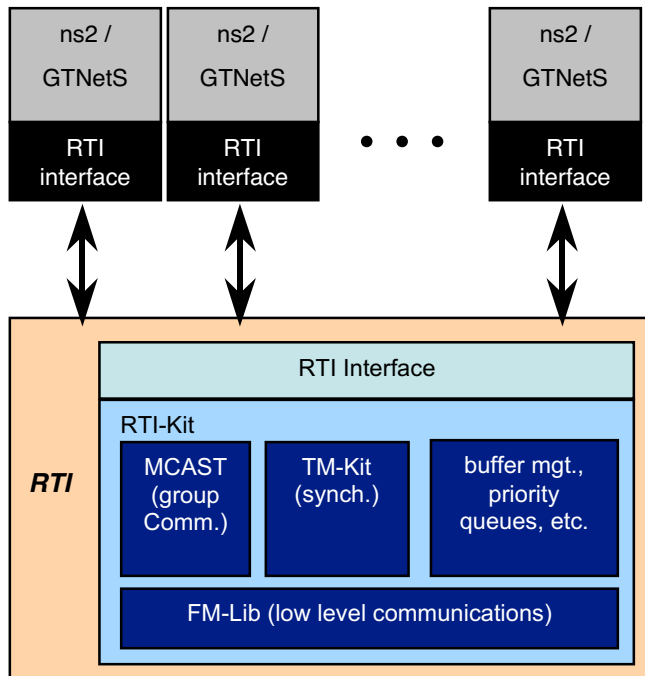 ns2 /
GTNetS
RTI
interface
ns2 /
GTNetS
RTI
interface
ns2 /
GTNetS
RTI
interface
RTI Interface
RTI-Kit
RTI
MCAST
(group
Comm.)
TM-Kit
(synch.)
buffer mgt.,
priority
queues, etc.
FM-Lib (low level communications)